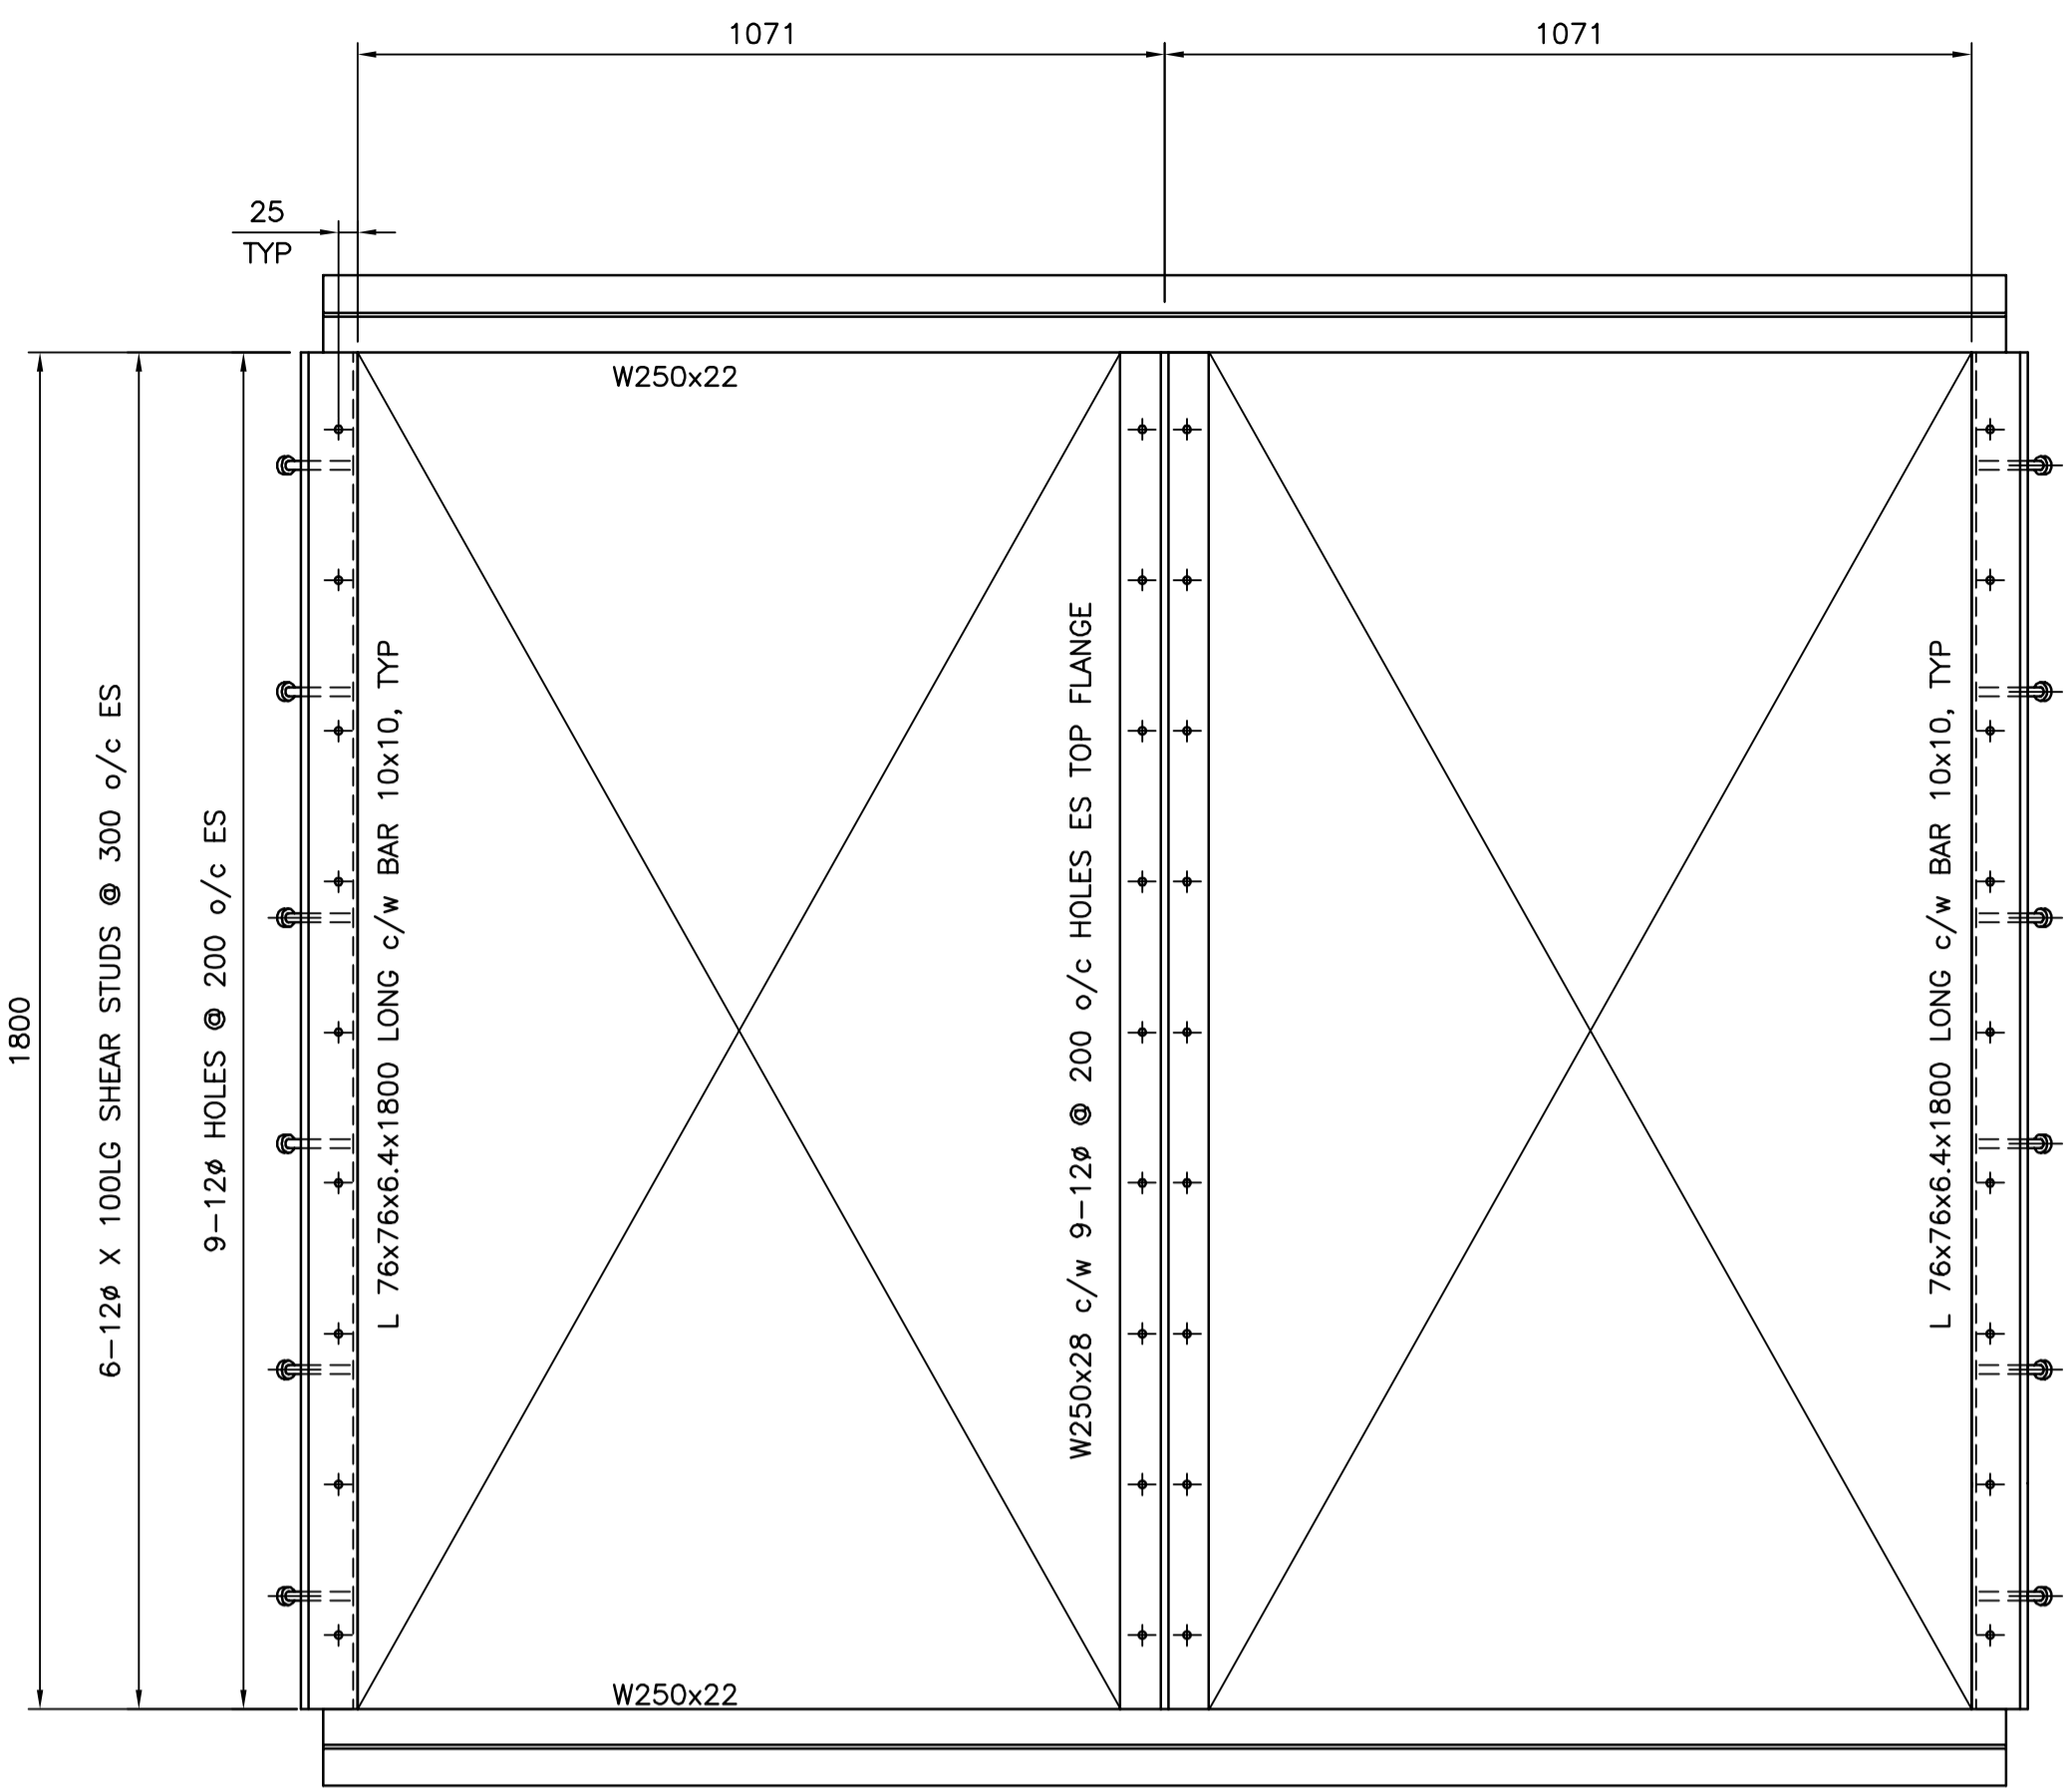 1071
1071
25
TYP
W250x22
1800
6-12ø X 100LG SHEAR STUDS @ 300 o/c ES
9-12ø HOLES @ 200 o/c ES
L 76x76x6.4x1800 LONG c/w BAR 10x10, TYP
W250x28 c/w 9-12ø @ 200 o/c HOLES ES TOP FLANGE
L 76x76x6.4x1800 LONG c/w BAR 10x10, TYP
W250x22